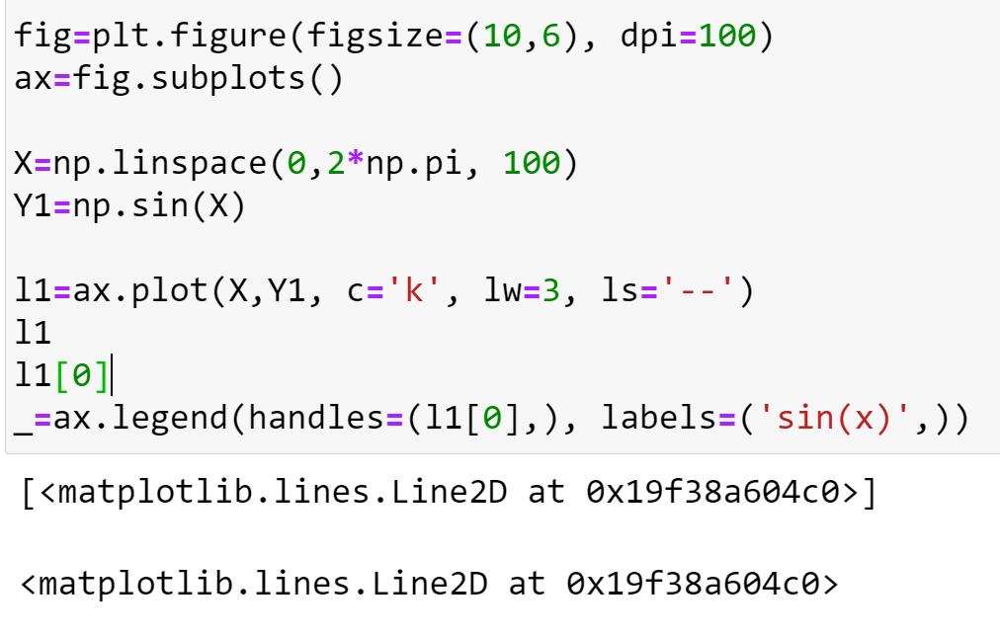 fig=plt.figure(figsize=(10,6), dpi=100)
ax=fig.subplots()
X=np.linspace(0,2*np.pi, 100)
Y1=np.sin(X)
l1=ax.plot(X,Y1, c='k', lw=3, ls='--')
l1
l1[0]
_=ax.legend(handles=(l1[0],), labels=('sin(x)',))
[<matplotlib.lines.Line2D at 0x19f38a604c0>]
<matplotlib.lines.Line2D at 0x19f38a604c0>